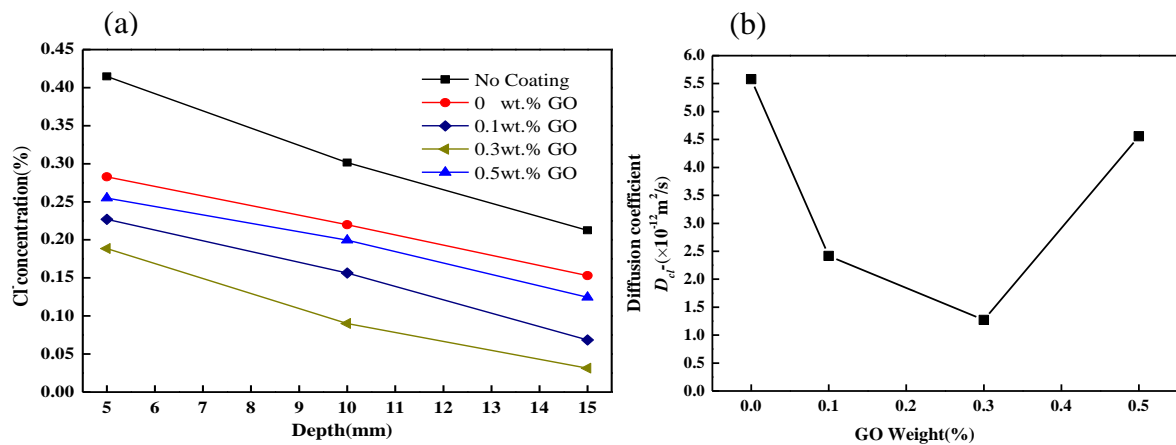 (a)
0.45
0.40
0.35
0.30
0.25
0.20
0.15
0.10
0.05
0.00
Cl⁻concentration(%)
No Coating
0 wt.% GO
0.1wt.% GO
0.3wt.% GO
0.5wt.% GO
5 6 7 8 9 10 11 12 13 14 15
Depth(mm)
(b)
6.0
5.5
5.0
4.5
4.0
3.5
3.0
2.5
2.0
1.5
1.0
0.5
0.0
Diffusion coefficient
D_cl-(×10⁻¹²m²/s)
0.0 0.1 0.2 0.3 0.4 0.5
GO Weight(%)